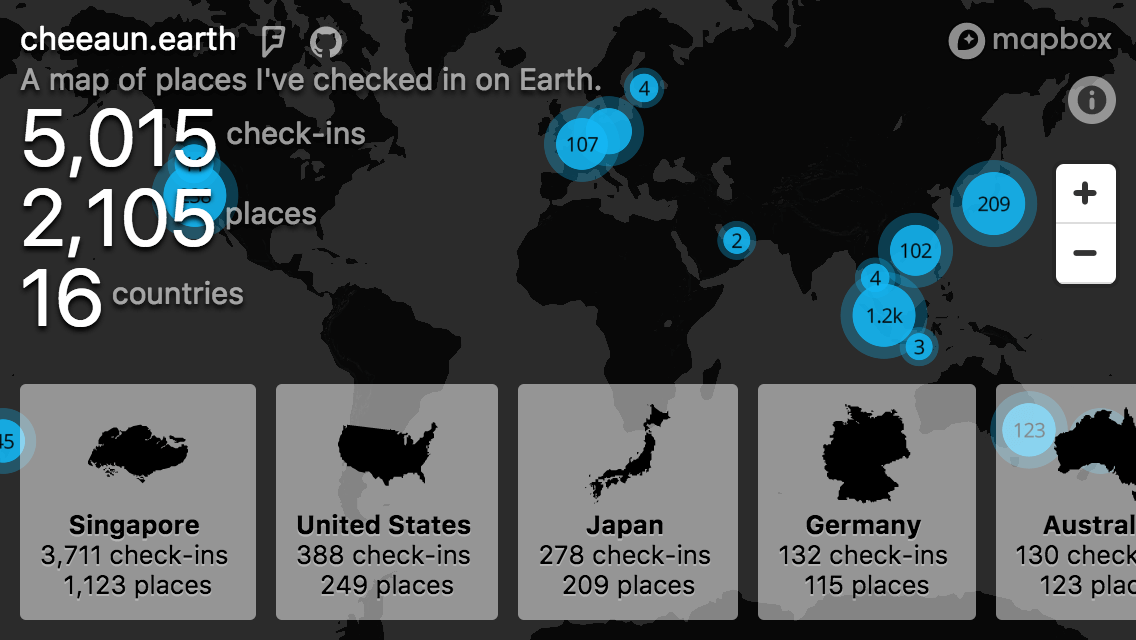 cheeaun.earth
mapbox
A map of places I've checked in on Earth.
5,015 check-ins
2,105 places
16 countries
4
107
209
2
102
4
1.2k
3
+
−
45
123
Singapore
3,711 check-ins
1,123 places
United States
388 check-ins
249 places
Japan
278 check-ins
209 places
Germany
132 check-ins
115 places
Austral
130 check
123 plac